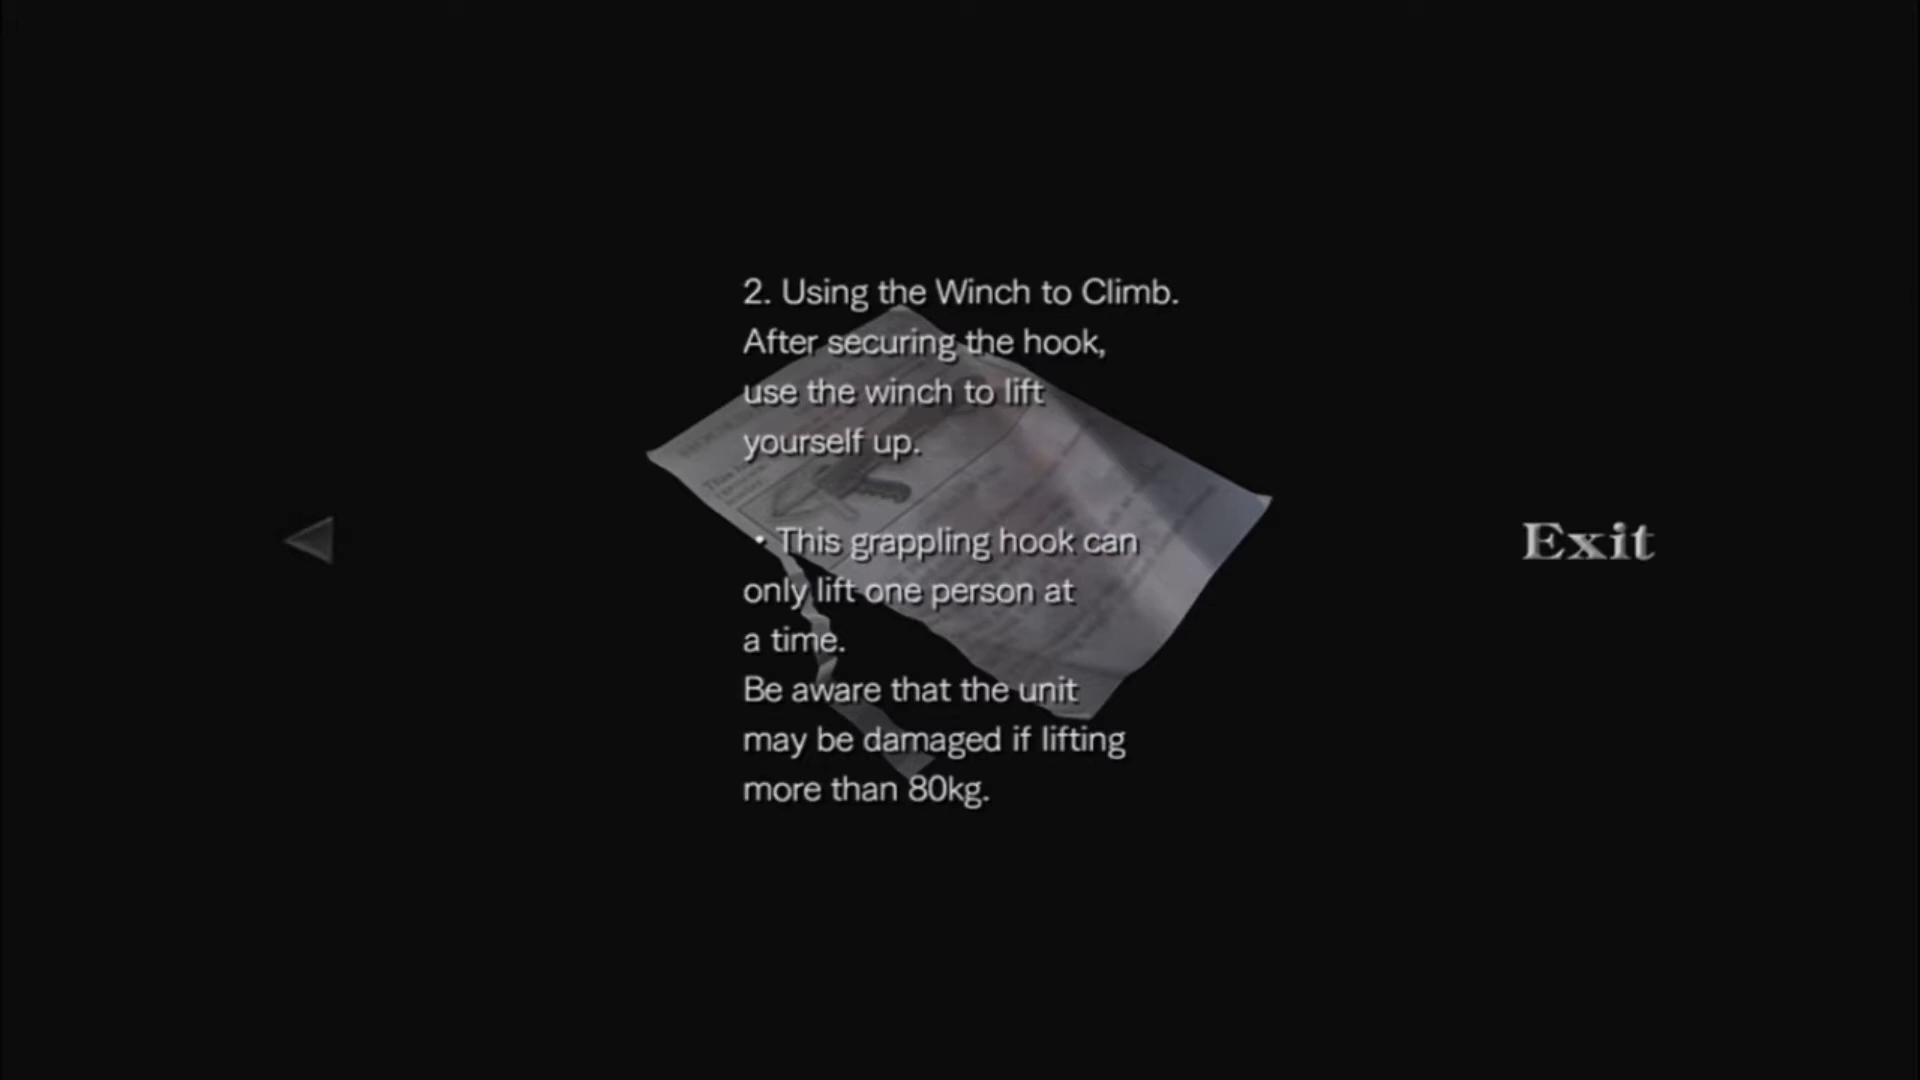 2. Using the Winch to Climb.
After securing the hook,
use the winch to lift
yourself up.
・This grappling hook can
only lift one person at
a time.
Be aware that the unit
may be damaged if lifting
more than 80kg.
Exit